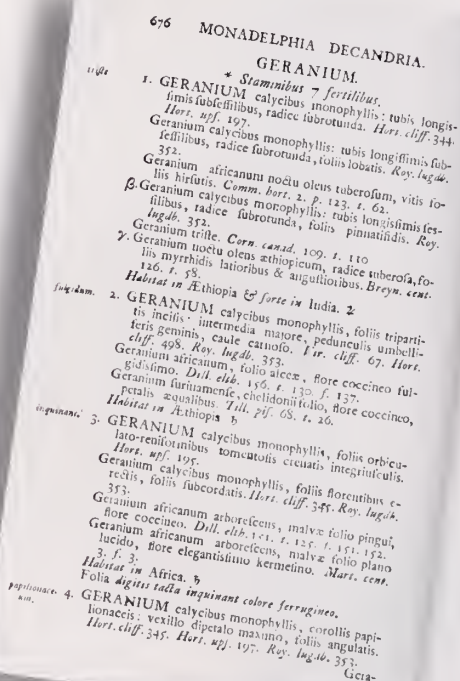 676 MONADELPHIA DECANDRIA.
GERANIUM.
* Staminibus 7 fertilibus.
triste 1. GERANIUM calycibus monophyllis: tubis longis-
simis subsessilibus, radice subrotunda. Hort. cliff. 344.
Hort. ups. 197.
Geranium calycibus monophyllis: tubis longissimis sub-
sessilibus, radice subrotunda, foliis lobatis. Roy. lugdb.
352.
Geranium africanum noctu oleus tuberosum, vitis fo-
liis hirsutis. Comm. hort. 2. p. 123. t. 62.
β. Geranium calycibus monophyllis: tubis longissimis ses-
silibus, radice subrotunda, foliis pinnatifidis. Roy.
lugdb. 352.
Geranium triste. Corn. canad. 109. t. 110
γ. Geranium noctu olens æthiopicum, radice tuberosa, fo-
liis myrrhidis latioribus & angustioribus. Breyn. cent.
126. t. 58.
Habitat in Æthiopia & forte in India. ♃
fulgidum. 2. GERANIUM calycibus monophyllis, foliis triparti-
tis incisis: intermedia majore, pedunculis umbelli-
feris geminis, caule carnoso. Vir. cliff. 67. Hort.
cliff. 498. Roy. lugdb. 353.
Geranium africanum, folio alceæ, flore coccineo ful-
gidissimo. Dill. elth. 156. t. 130. f. 137.
Geranium surinamense, chelidonii folio, flore coccineo,
petalis æqualibus. Till. pis. 68. t. 26.
Habitat in Æthiopia ♄
inquinans. 3. GERANIUM calycibus monophyllis, foliis orbicu-
lato-reniformibus tomentosis crenatis integriusculis.
Hort. ups. 195.
Geranium calycibus monophyllis, foliis florentibus e-
rectis, foliis subcordatis. Hort. cliff. 345. Roy. lugdb.
353.
Geranium africanum arborescens, malvæ folio pingui,
flore coccineo. Dill. elth. 151. t. 125. f. 151. 152.
Geranium africanum arborescens, malvæ folio plano
lucido, flore elegantissimo kermesino. Mart. cent.
3. f. 3.
Habitat in Africa. ♄
Folia digitis tacta inquinant colore ferrugineo.
papilionace-
um. 4. GERANIUM calycibus monophyllis, corollis papi-
lionaceis: vexillo dipetalo maxuno, foliis angulatis.
Hort. cliff. 345. Hort. ups. 197. Roy. lugdb. 353.
Gera-